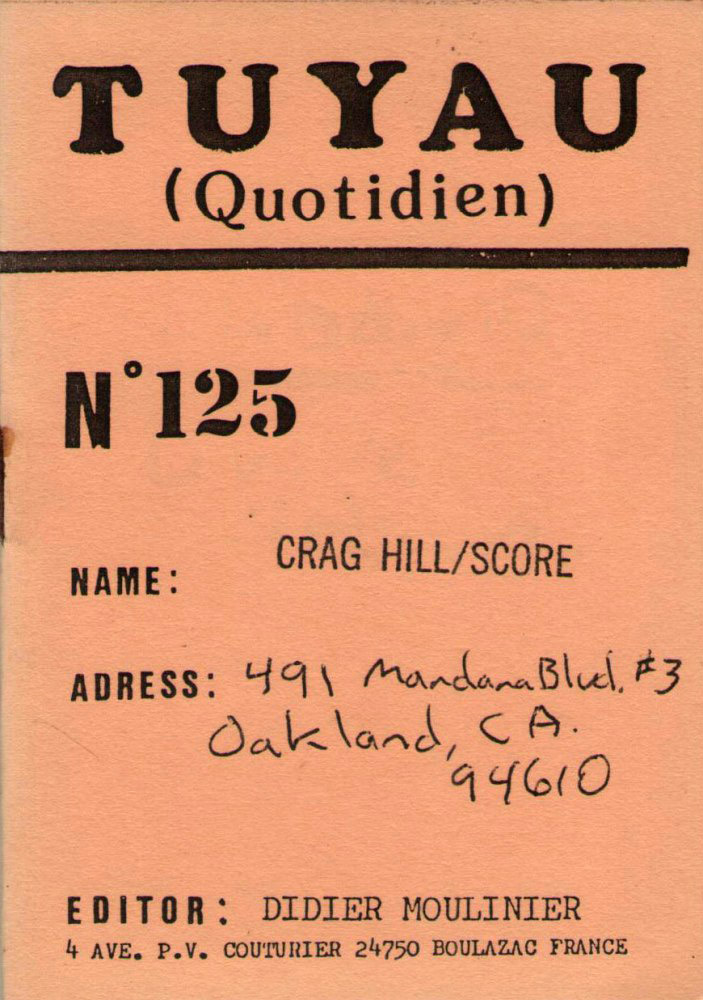 TUYAU
(Quotidien)
N° 125
CRAG HILL/SCORE
NAME:
ADRESS: 491 Mandana Blvd. #3
Oakland, CA.
94610
EDITOR: DIDIER MOULINIER
4 AVE. P.V. COUTURIER 24750 BOULAZAC FRANCE